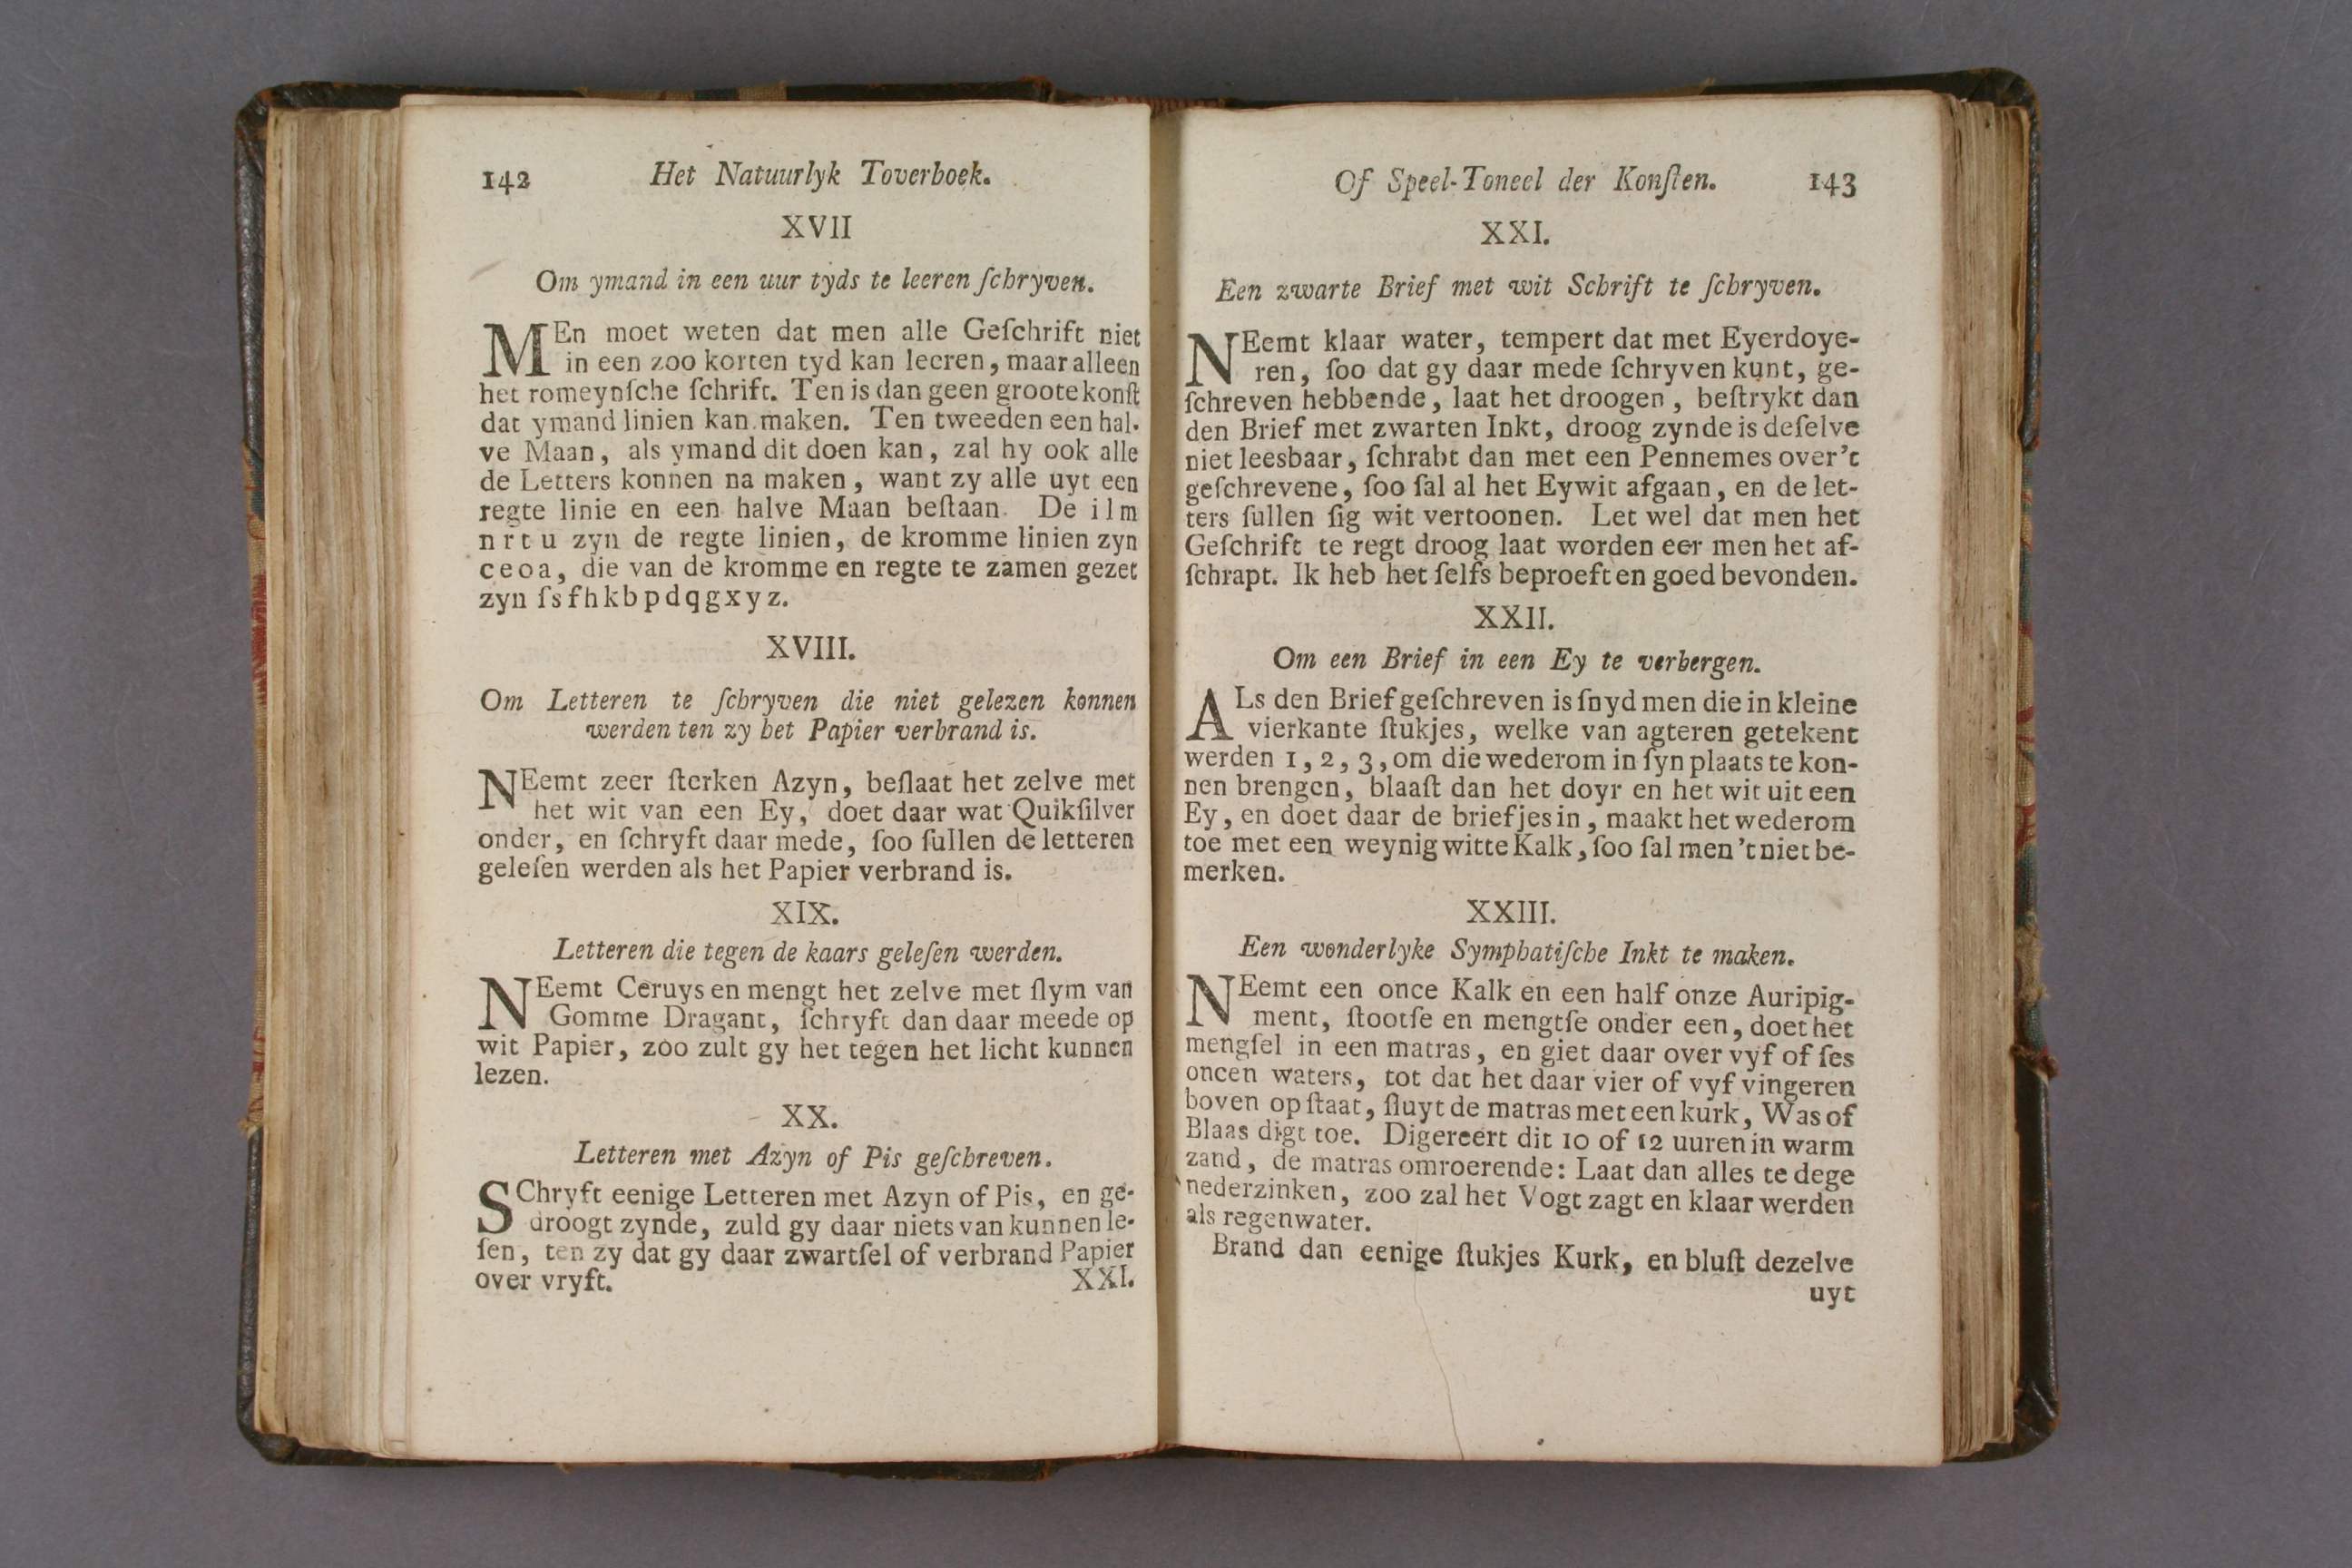 142 Het Natuurlyk Toverboek.
XVII
Om ymand in een uur tyds te leeren ſchryven.
MEn moet weten dat men alle Geſchrift niet
in een zoo korten tyd kan leeren, maar alleen
het romeynſche ſchrift. Ten is dan geen groote konſt
dat ymand linien kan maken. Ten tweeden een hal-
ve Maan, als ymand dit doen kan, zal hy ook alle
de Letters konnen na maken, want zy alle uyt een
regte linie en een halve Maan beſtaan. De i l m
n r t u zyn de regte linien, de kromme linien zyn
c e o a, die van de kromme en regte te zamen gezet
zyn ſ s f h k b p d q g x y z.
XVIII.
Om Letteren te ſchryven die niet gelezen konnen
werden ten zy het Papier verbrand is.
NEemt zeer ſterken Azyn, beſlaat het zelve met
het wit van een Ey, doet daar wat Quikſilver
onder, en ſchryft daar mede, ſoo ſullen de letteren
geleſen werden als het Papier verbrand is.
XIX.
Letteren die tegen de kaars geleſen werden.
NEemt Ceruys en mengt het zelve met ſlym van
Gomme Dragant, ſchryft dan daar meede op
wit Papier, zoo zult gy het tegen het licht kunnen
lezen.
XX.
Letteren met Azyn of Pis geſchreven.
SChryft eenige Letteren met Azyn of Pis, en ge-
droogt zynde, zuld gy daar niets van kunnen le-
ſen, ten zy dat gy daar zwartſel of verbrand Papier
over vryft. XXI.
Of Speel-Toneel der Konſten. 143
XXI.
Een zwarte Brief met wit Schrift te ſchryven.
NEemt klaar water, tempert dat met Eyerdoye-
ren, ſoo dat gy daar mede ſchryven kunt, ge-
ſchreven hebbende, laat het droogen, beſtrykt dan
den Brief met zwarten Inkt, droog zynde is deſelve
niet leesbaar, ſchrabt dan met een Pennemes over't
geſchrevene, ſoo ſal al het Eywit afgaan, en de let-
ters ſullen ſig wit vertoonen. Let wel dat men het
Geſchrift te regt droog laat worden eer men het af-
ſchrapt. Ik heb het ſelfs beproeft en goed bevonden.
XXII.
Om een Brief in een Ey te verbergen.
ALs den Brief geſchreven is ſnyd men die in kleine
vierkante ſtukjes, welke van agteren getekent
werden 1, 2, 3, om die wederom in ſyn plaats te kon-
nen brengen, blaaſt dan het doyr en het wit uit een
Ey, en doet daar de briefjes in, maakt het wederom
toe met een weynig witte Kalk, ſoo ſal men 't niet be-
merken.
XXIII.
Een wonderlyke Symphatiſche Inkt te maken.
NEemt een once Kalk en een half onze Auripig-
ment, ſtootſe en mengtſe onder een, doet het
mengſel in een matras, en giet daar over vyf of ſes
oncen waters, tot dat het daar vier of vyf vingeren
boven op ſtaat, ſluyt de matras met een kurk, Was of
Blaas digt toe. Digereert dit 10 of 12 uuren in warm
zand, de matras omroerende: Laat dan alles te dege
nederzinken, zoo zal het Vogt zagt en klaar werden
als regenwater.
Brand dan eenige ſtukjes Kurk, en bluſt dezelve
uyt